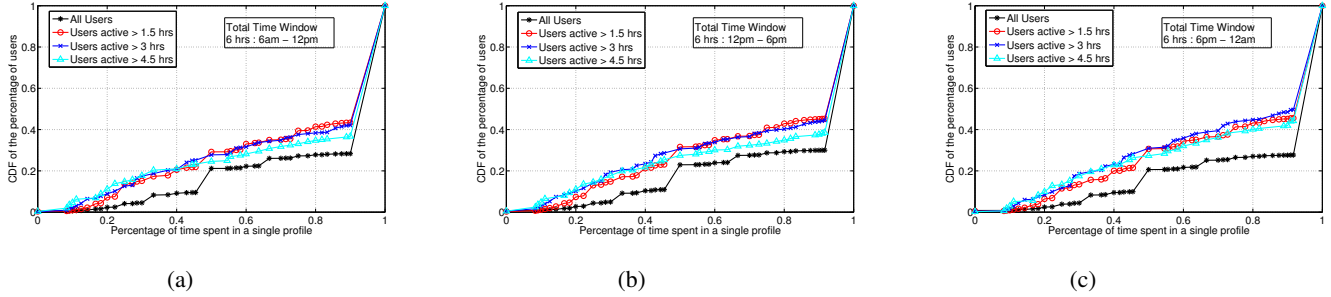 All Users
Users active > 1.5 hrs
Users active > 3 hrs
Users active > 4.5 hrs
Total Time Window
6 hrs : 6am − 12pm
CDF of the percentage of users
1
0.8
0.6
0.4
0.2
0
0 0.2 0.4 0.6 0.8 1
Percentage of time spent in a single profile
(a)
All Users
Users active > 1.5 hrs
Users active > 3 hrs
Users active > 4.5 hrs
Total Time Window
6 hrs : 12pm − 6pm
CDF of the percentage of users
1
0.8
0.6
0.4
0.2
0
0 0.2 0.4 0.6 0.8 1
Percentage of time spent in a single profile
(b)
All Users
Users active > 1.5 hrs
Users active > 3 hrs
Users active > 4.5 hrs
Total Time Window
6 hrs : 6pm − 12am
CDF of the percentage of users
1
0.8
0.6
0.4
0.2
0
0 0.2 0.4 0.6 0.8 1
Percentage of time spent in a single profile
(c)